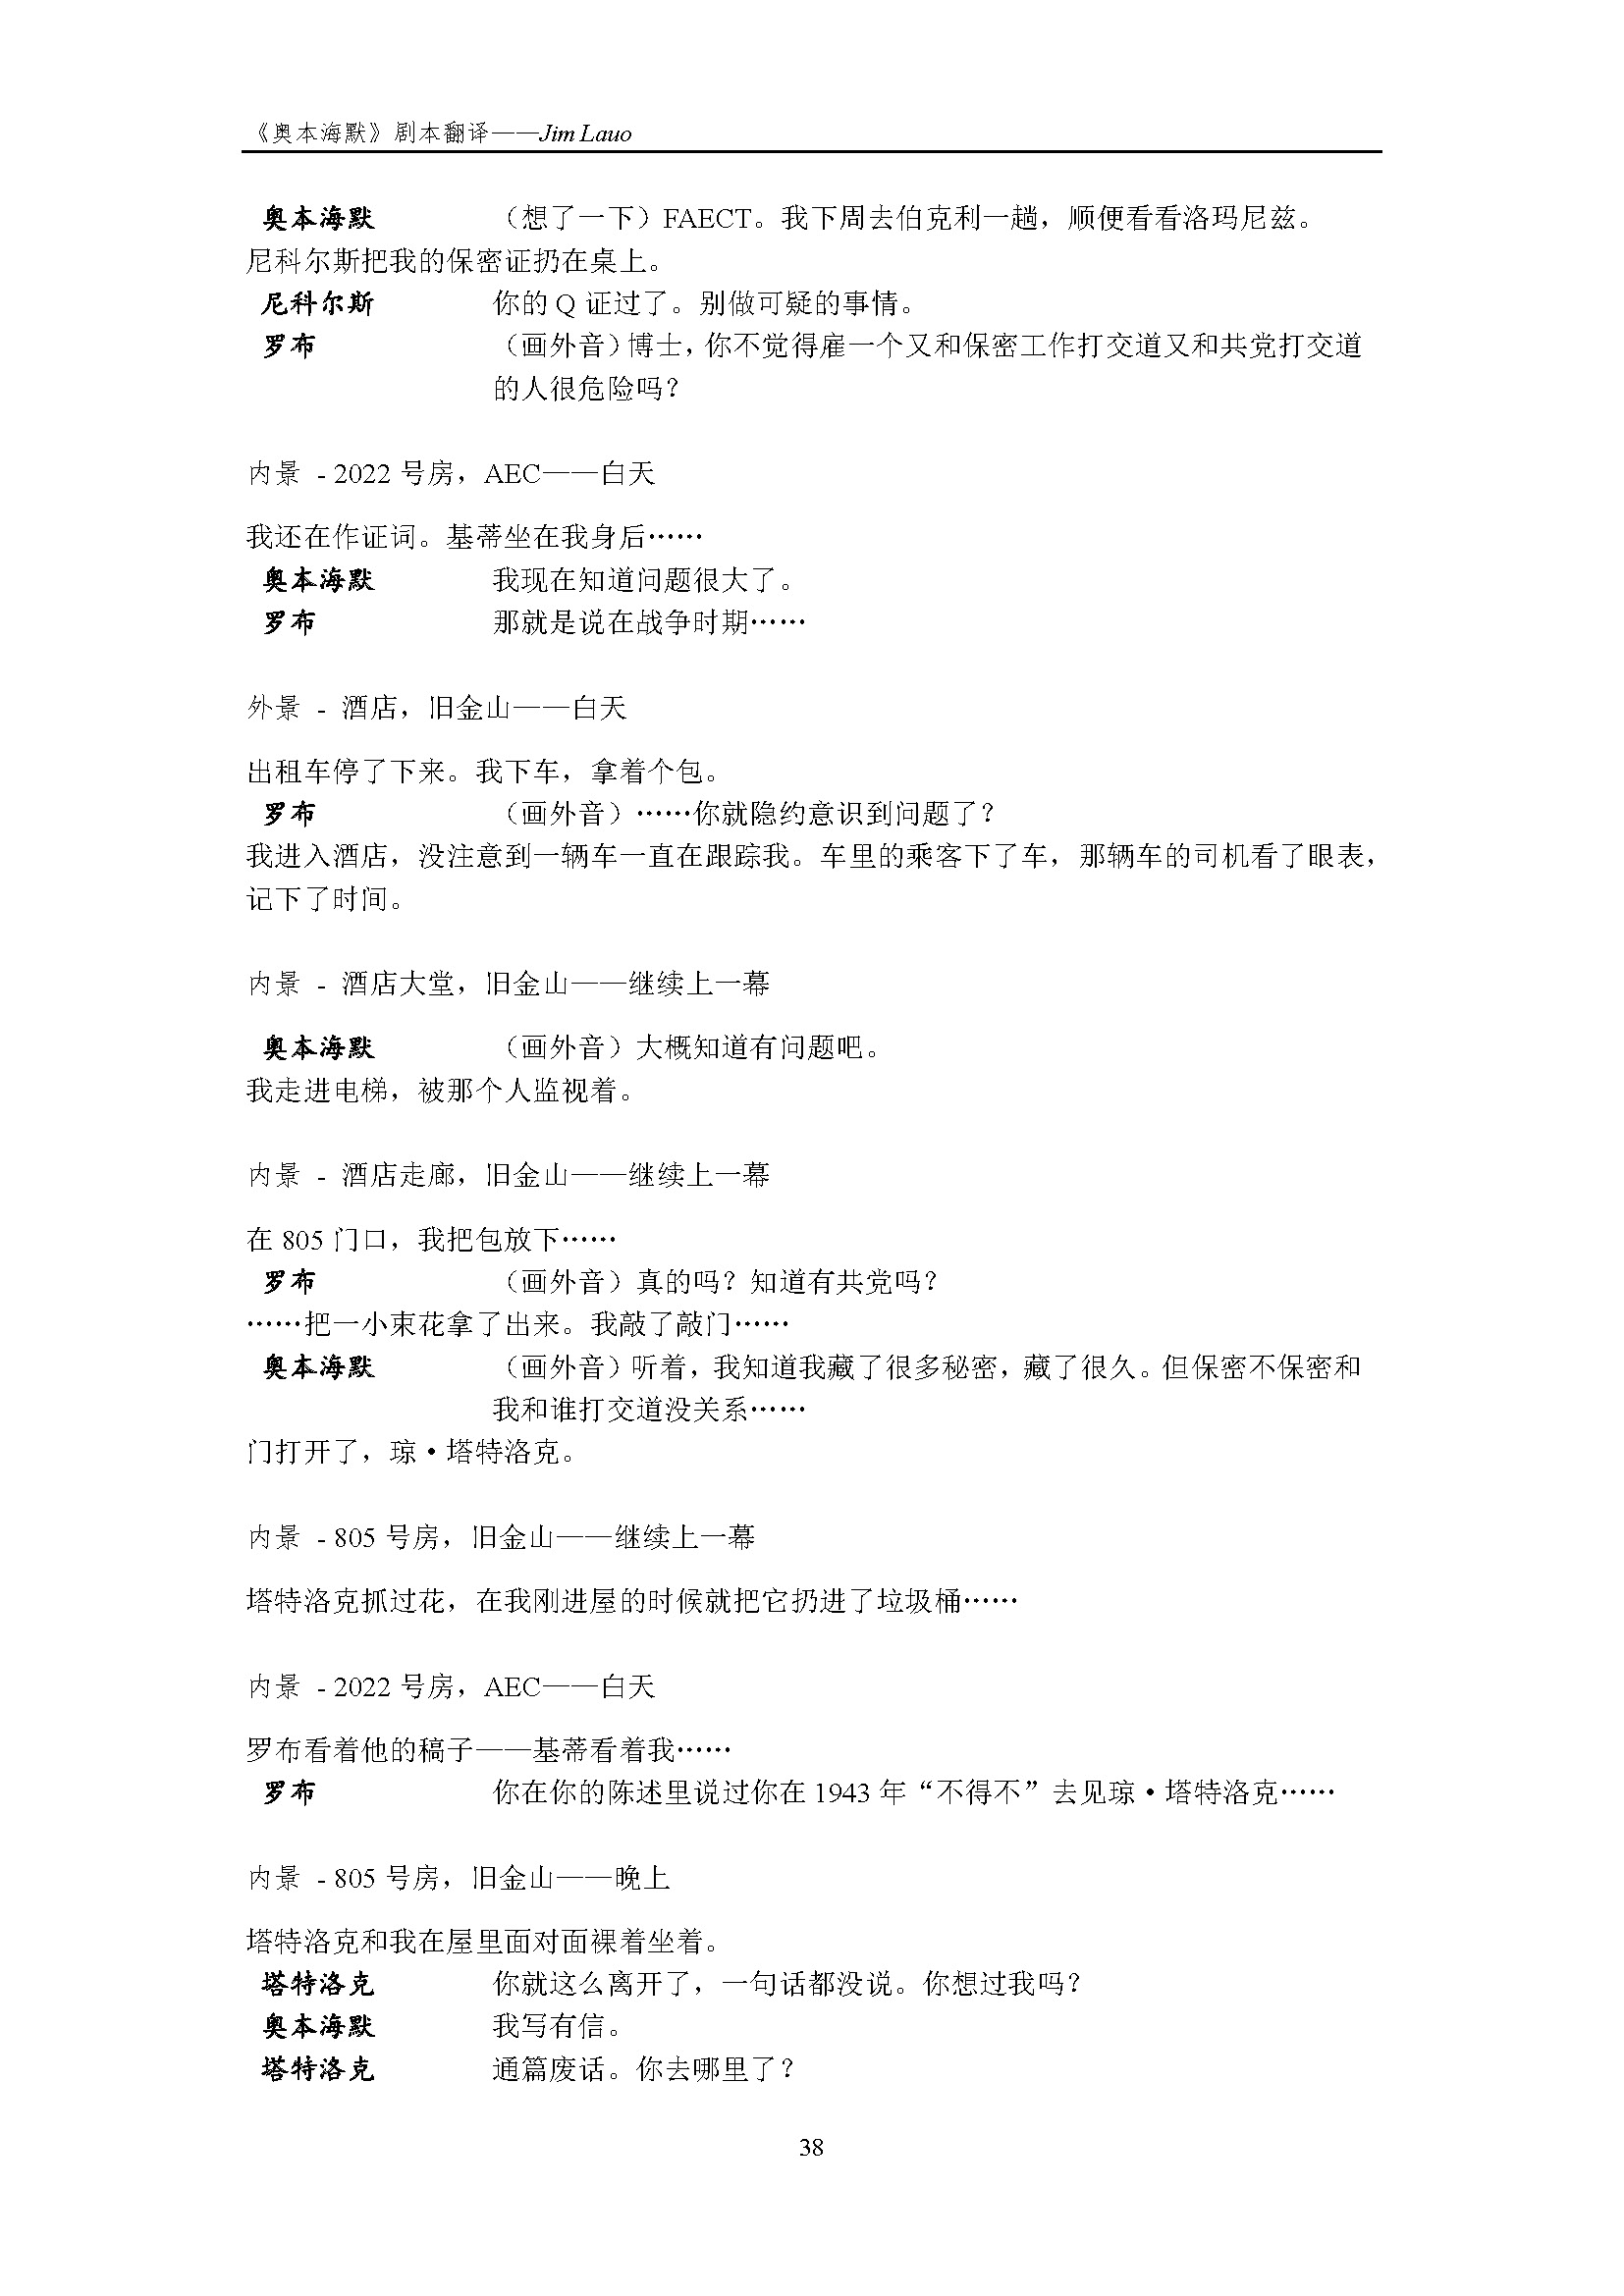 《奥本海默》剧本翻译——Jim Lauo
奥本海默 （想了一下）FAECT。我下周去伯克利一趟，顺便看看洛玛尼兹。
尼科尔斯把我的保密证扔在桌上。
尼科尔斯 你的 Q 证过了。别做可疑的事情。
罗布 （画外音）博士，你不觉得雇一个又和保密工作打交道又和共党打交道
的人很危险吗？
内景 - 2022 号房，AEC——白天
我还在作证词。基蒂坐在我身后……
奥本海默 我现在知道问题很大了。
罗布 那就是说在战争时期……
外景 - 酒店，旧金山——白天
出租车停了下来。我下车，拿着个包。
罗布 （画外音）……你就隐约意识到问题了？
我进入酒店，没注意到一辆车一直在跟踪我。车里的乘客下了车，那辆车的司机看了眼表，
记下了时间。
内景 - 酒店大堂，旧金山——继续上一幕
奥本海默 （画外音）大概知道有问题吧。
我走进电梯，被那个人监视着。
内景 - 酒店走廊，旧金山——继续上一幕
在 805 门口，我把包放下……
罗布 （画外音）真的吗？知道有共党吗？
……把一小束花拿了出来。我敲了敲门……
奥本海默 （画外音）听着，我知道我藏了很多秘密，藏了很久。但保密不保密和
我和谁打交道没关系……
门打开了，琼·塔特洛克。
内景 - 805 号房，旧金山——继续上一幕
塔特洛克抓过花，在我刚进屋的时候就把它扔进了垃圾桶……
内景 - 2022 号房，AEC——白天
罗布看着他的稿子——基蒂看着我……
罗布 你在你的陈述里说过你在 1943 年“不得不”去见琼·塔特洛克……
内景 - 805 号房，旧金山——晚上
塔特洛克和我在屋里面对面裸着坐着。
塔特洛克 你就这么离开了，一句话都没说。你想过我吗？
奥本海默 我写有信。
塔特洛克 通篇废话。你去哪里了？
38